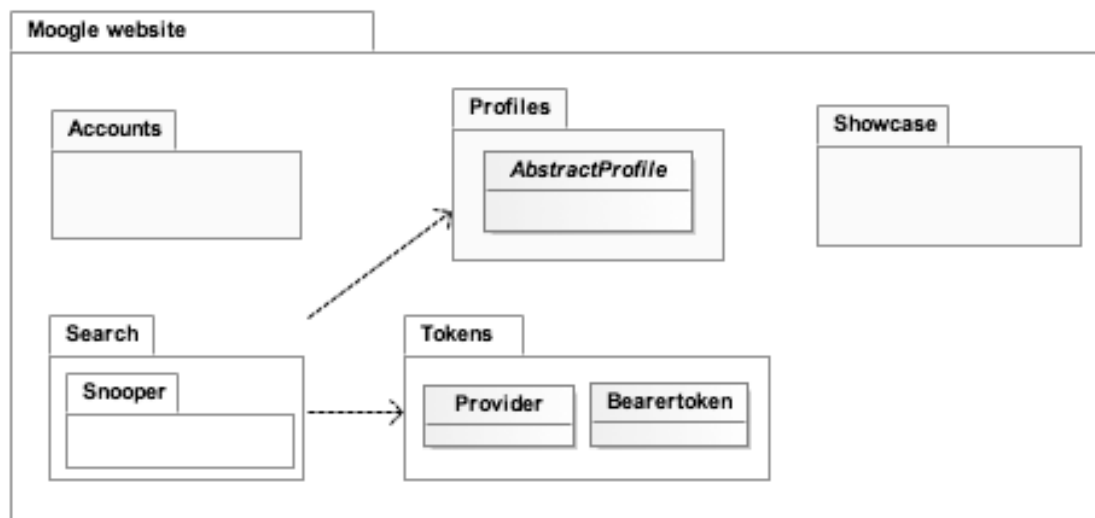 Moogle website
Accounts
Profiles
AbstractProfile
Showcase
Search
Snooper
Tokens
Provider
Bearertoken